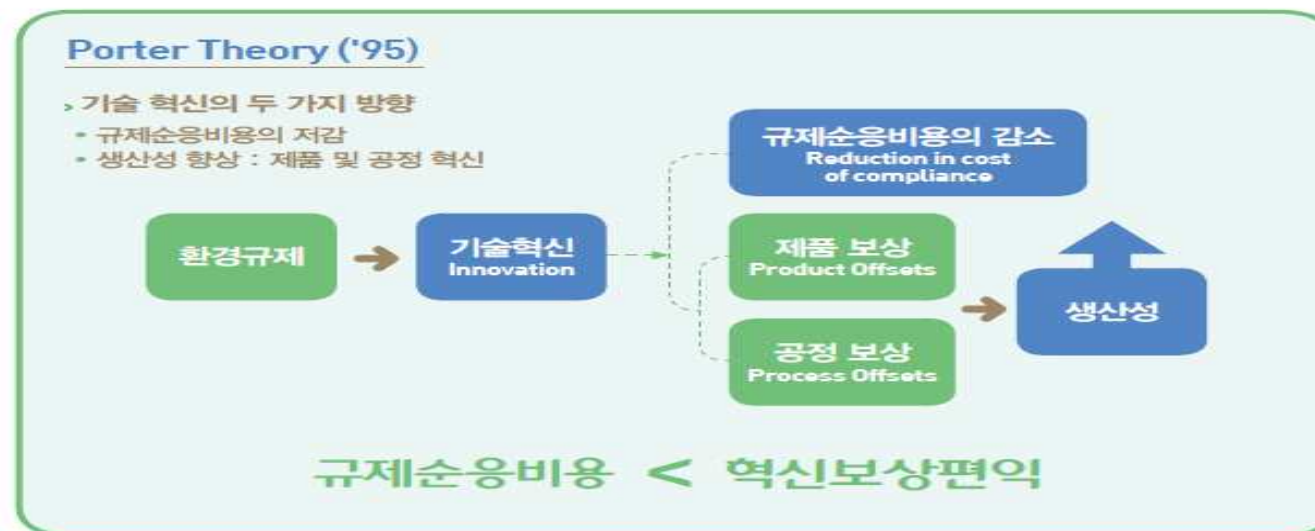 Porter Theory ('95)
› 기술 혁신의 두 가지 방향
• 규제순응비용의 저감
• 생산성 향상 : 제품 및 공정 혁신
환경규제
기술혁신
Innovation
규제순응비용의 감소
Reduction in cost
of compliance
제품 보상
Product Offsets
공정 보상
Process Offsets
생산성
규제순응비용 < 혁신보상편익